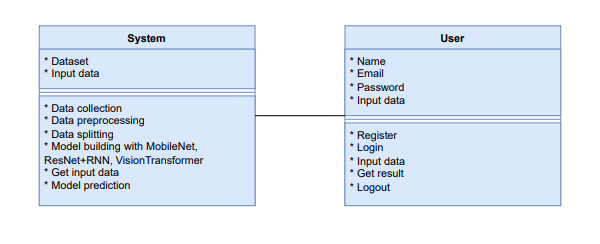 System
* Dataset
* Input data
* Data collection
* Data preprocessing
* Data splitting
* Model building with MobileNet,
ResNet+RNN, VisionTransformer
* Get input data
* Model prediction
User
* Name
* Email
* Password
* Input data
* Register
* Login
* Input data
* Get result
* Logout